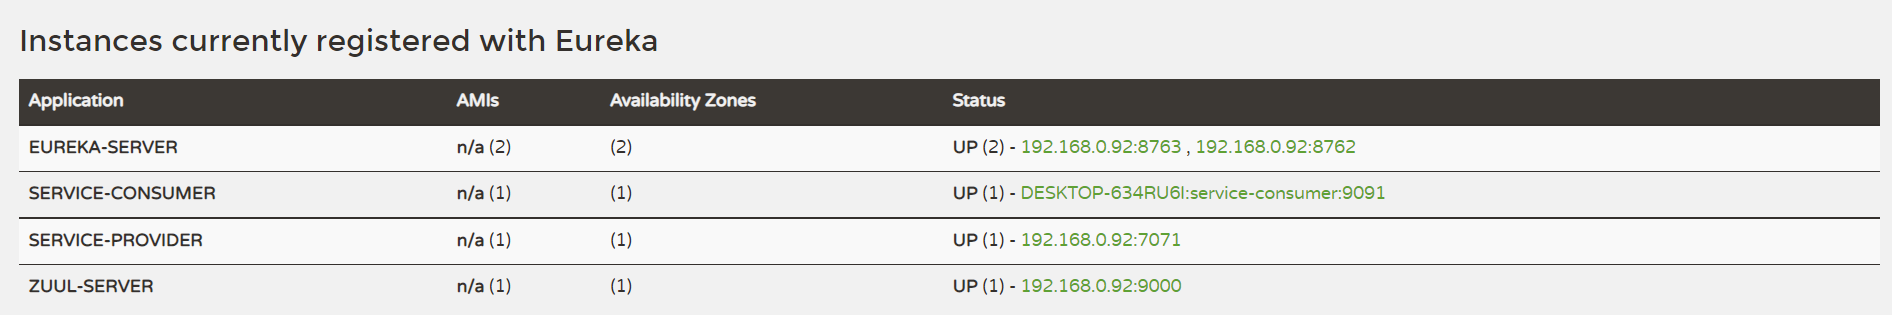 Instances currently registered with Eureka
Application AMIs Availability Zones Status
EUREKA-SERVER n/a (2) (2) UP (2) - 192.168.0.92:8763 , 192.168.0.92:8762
SERVICE-CONSUMER n/a (1) (1) UP (1) - DESKTOP-634RU6I:service-consumer:9091
SERVICE-PROVIDER n/a (1) (1) UP (1) - 192.168.0.92:7071
ZUUL-SERVER n/a (1) (1) UP (1) - 192.168.0.92:9000